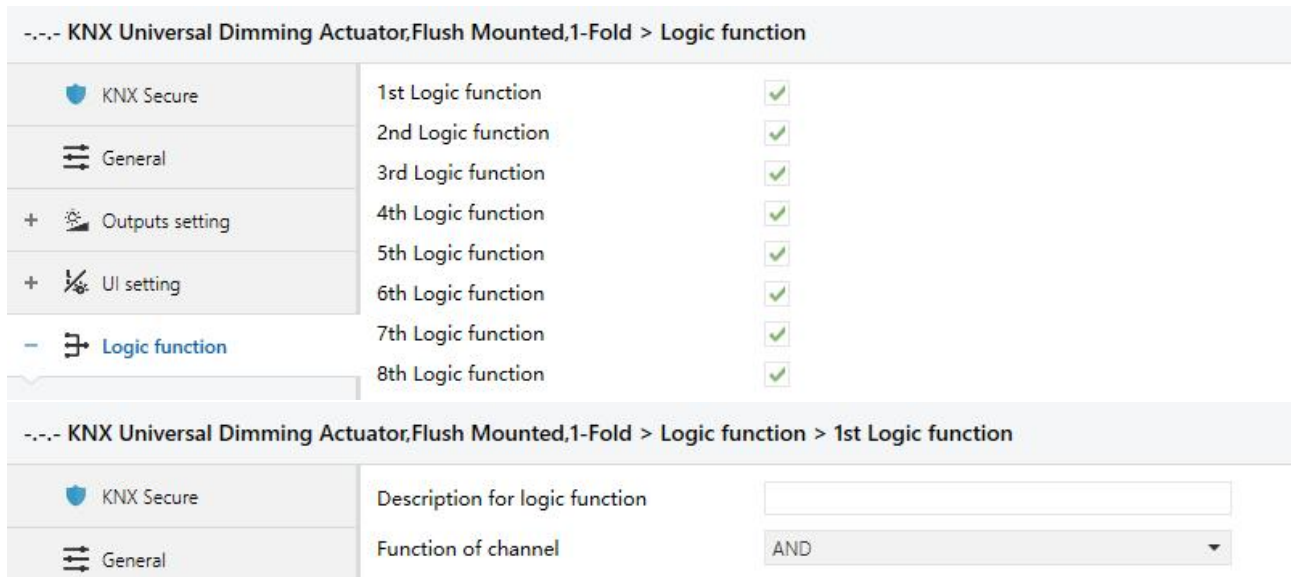 -.-.- KNX Universal Dimming Actuator,Flush Mounted,1-Fold > Logic function
KNX Secure
General
+ Outputs setting
+ UI setting
- Logic function
1st Logic function
2nd Logic function
3rd Logic function
4th Logic function
5th Logic function
6th Logic function
7th Logic function
8th Logic function
-.-.- KNX Universal Dimming Actuator,Flush Mounted,1-Fold > Logic function > 1st Logic function
KNX Secure
General
Description for logic function
Function of channel AND